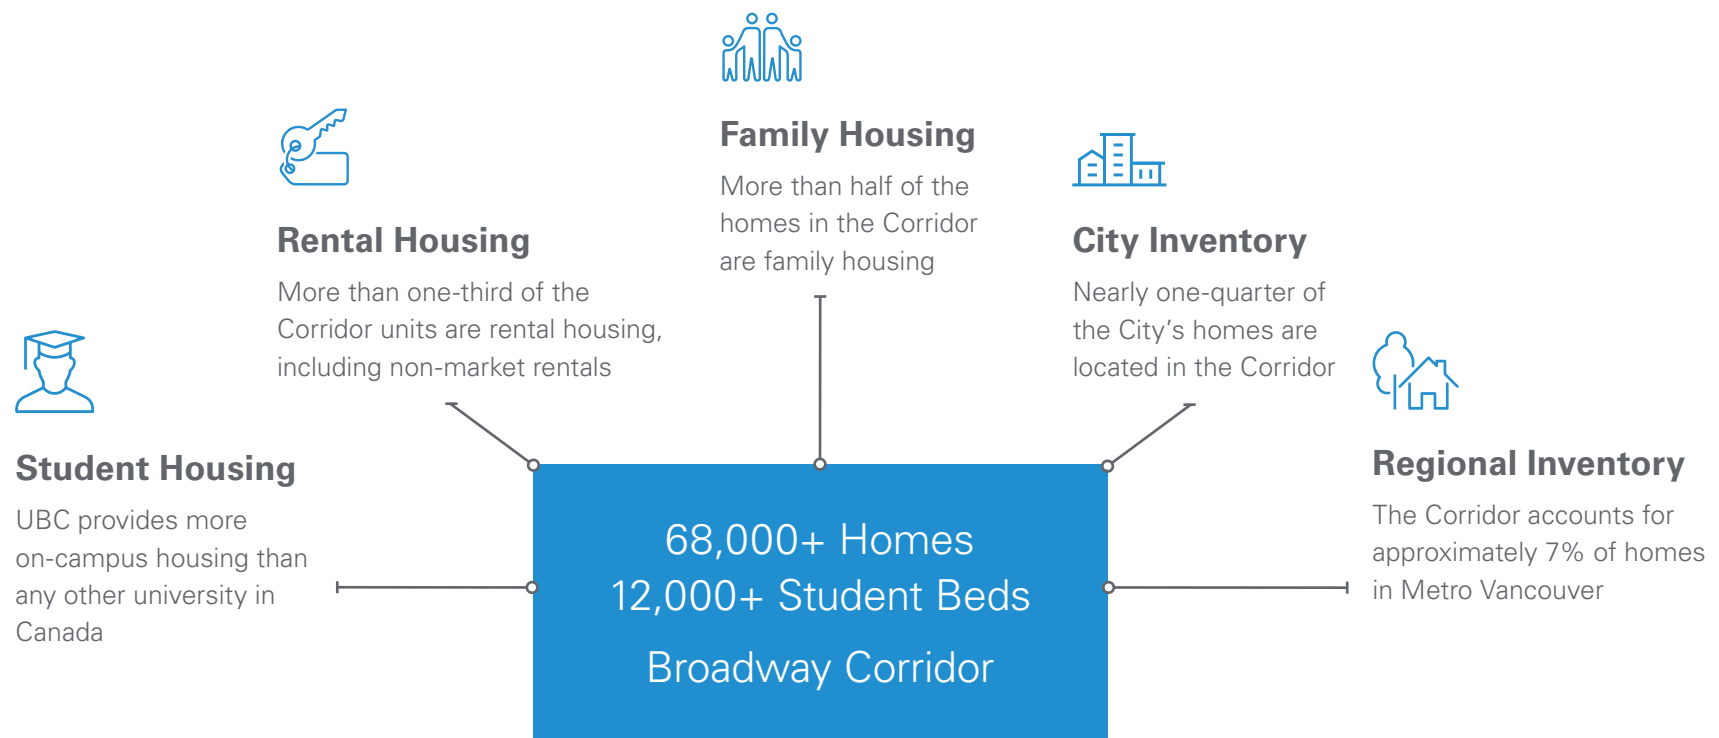 Student Housing
UBC provides more
on-campus housing than
any other university in
Canada
Rental Housing
More than one-third of the
Corridor units are rental housing,
including non-market rentals
Family Housing
More than half of the
homes in the Corridor
are family housing
City Inventory
Nearly one-quarter of
the City’s homes are
located in the Corridor
Regional Inventory
The Corridor accounts for
approximately 7% of homes
in Metro Vancouver
68,000+ Homes
12,000+ Student Beds
Broadway Corridor